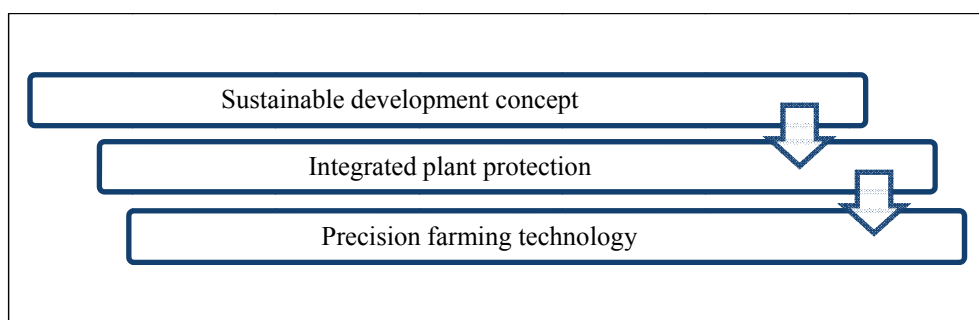 Sustainable development concept
Integrated plant protection
Precision farming technology